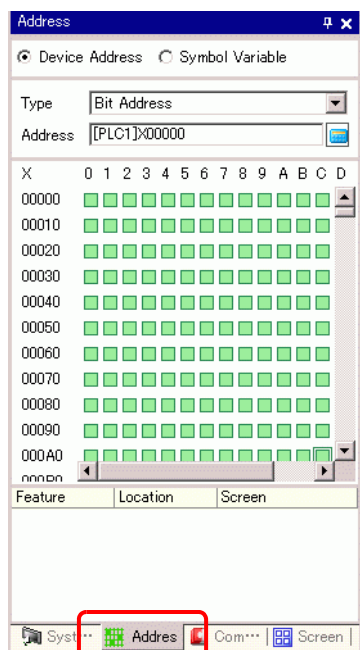 Address
Device Address Symbol Variable
Type Bit Address
Address [PLC1]X00000
X 0 1 2 3 4 5 6 7 8 9 A B C D
00000
00010
00020
00030
00040
00050
00060
00070
00080
00090
000A0
Feature Location Screen
Syst··· Addres Com··· Screen